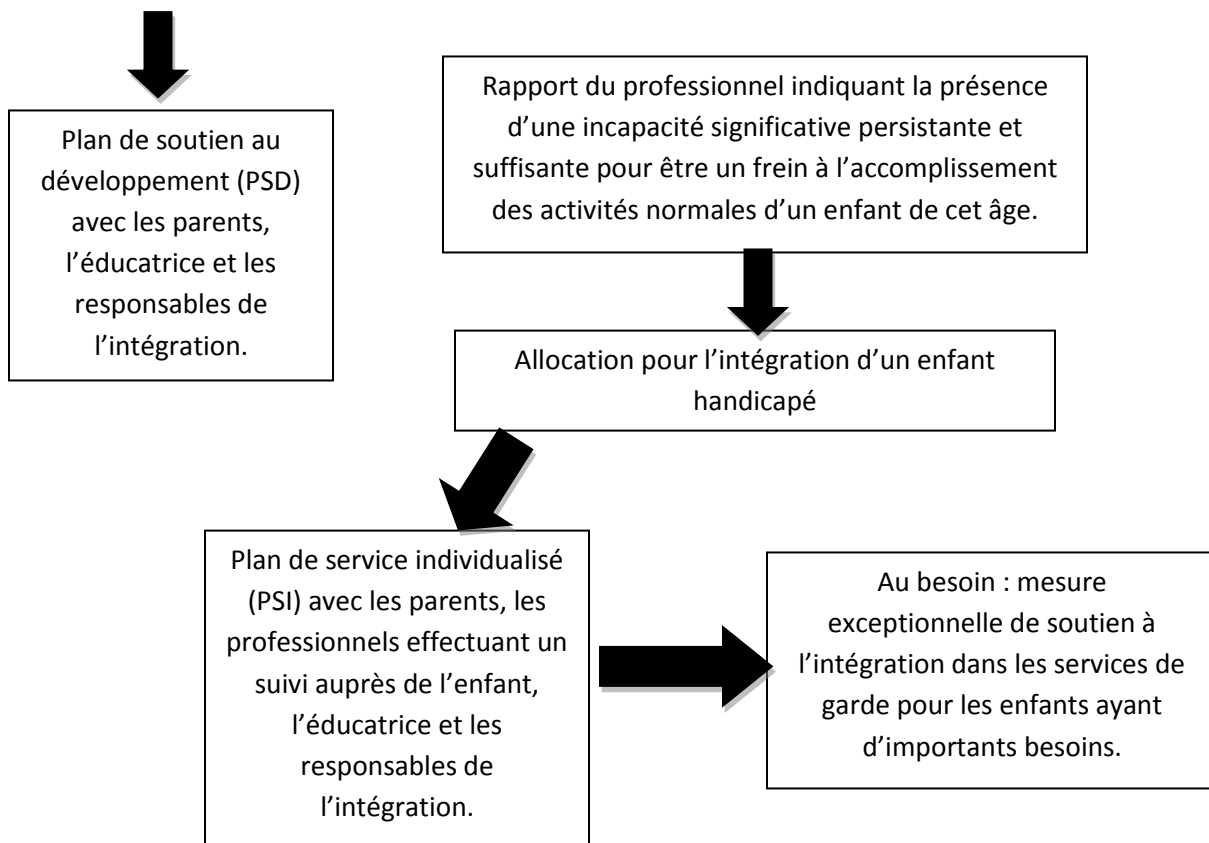 Plan de soutien au
développement (PSD)
avec les parents,
l’éducatrice et les
responsables de
l’intégration.
Rapport du professionnel indiquant la présence
d’une incapacité significative persistante et
suffisante pour être un frein à l’accomplissement
des activités normales d’un enfant de cet âge.
Allocation pour l’intégration d’un enfant
handicapé
Plan de service individualisé
(PSI) avec les parents, les
professionnels effectuant un
suivi auprès de l’enfant,
l’éducatrice et les
responsables de
l’intégration.
Au besoin : mesure
exceptionnelle de soutien à
l’intégration dans les services de
garde pour les enfants ayant
d’importants besoins.